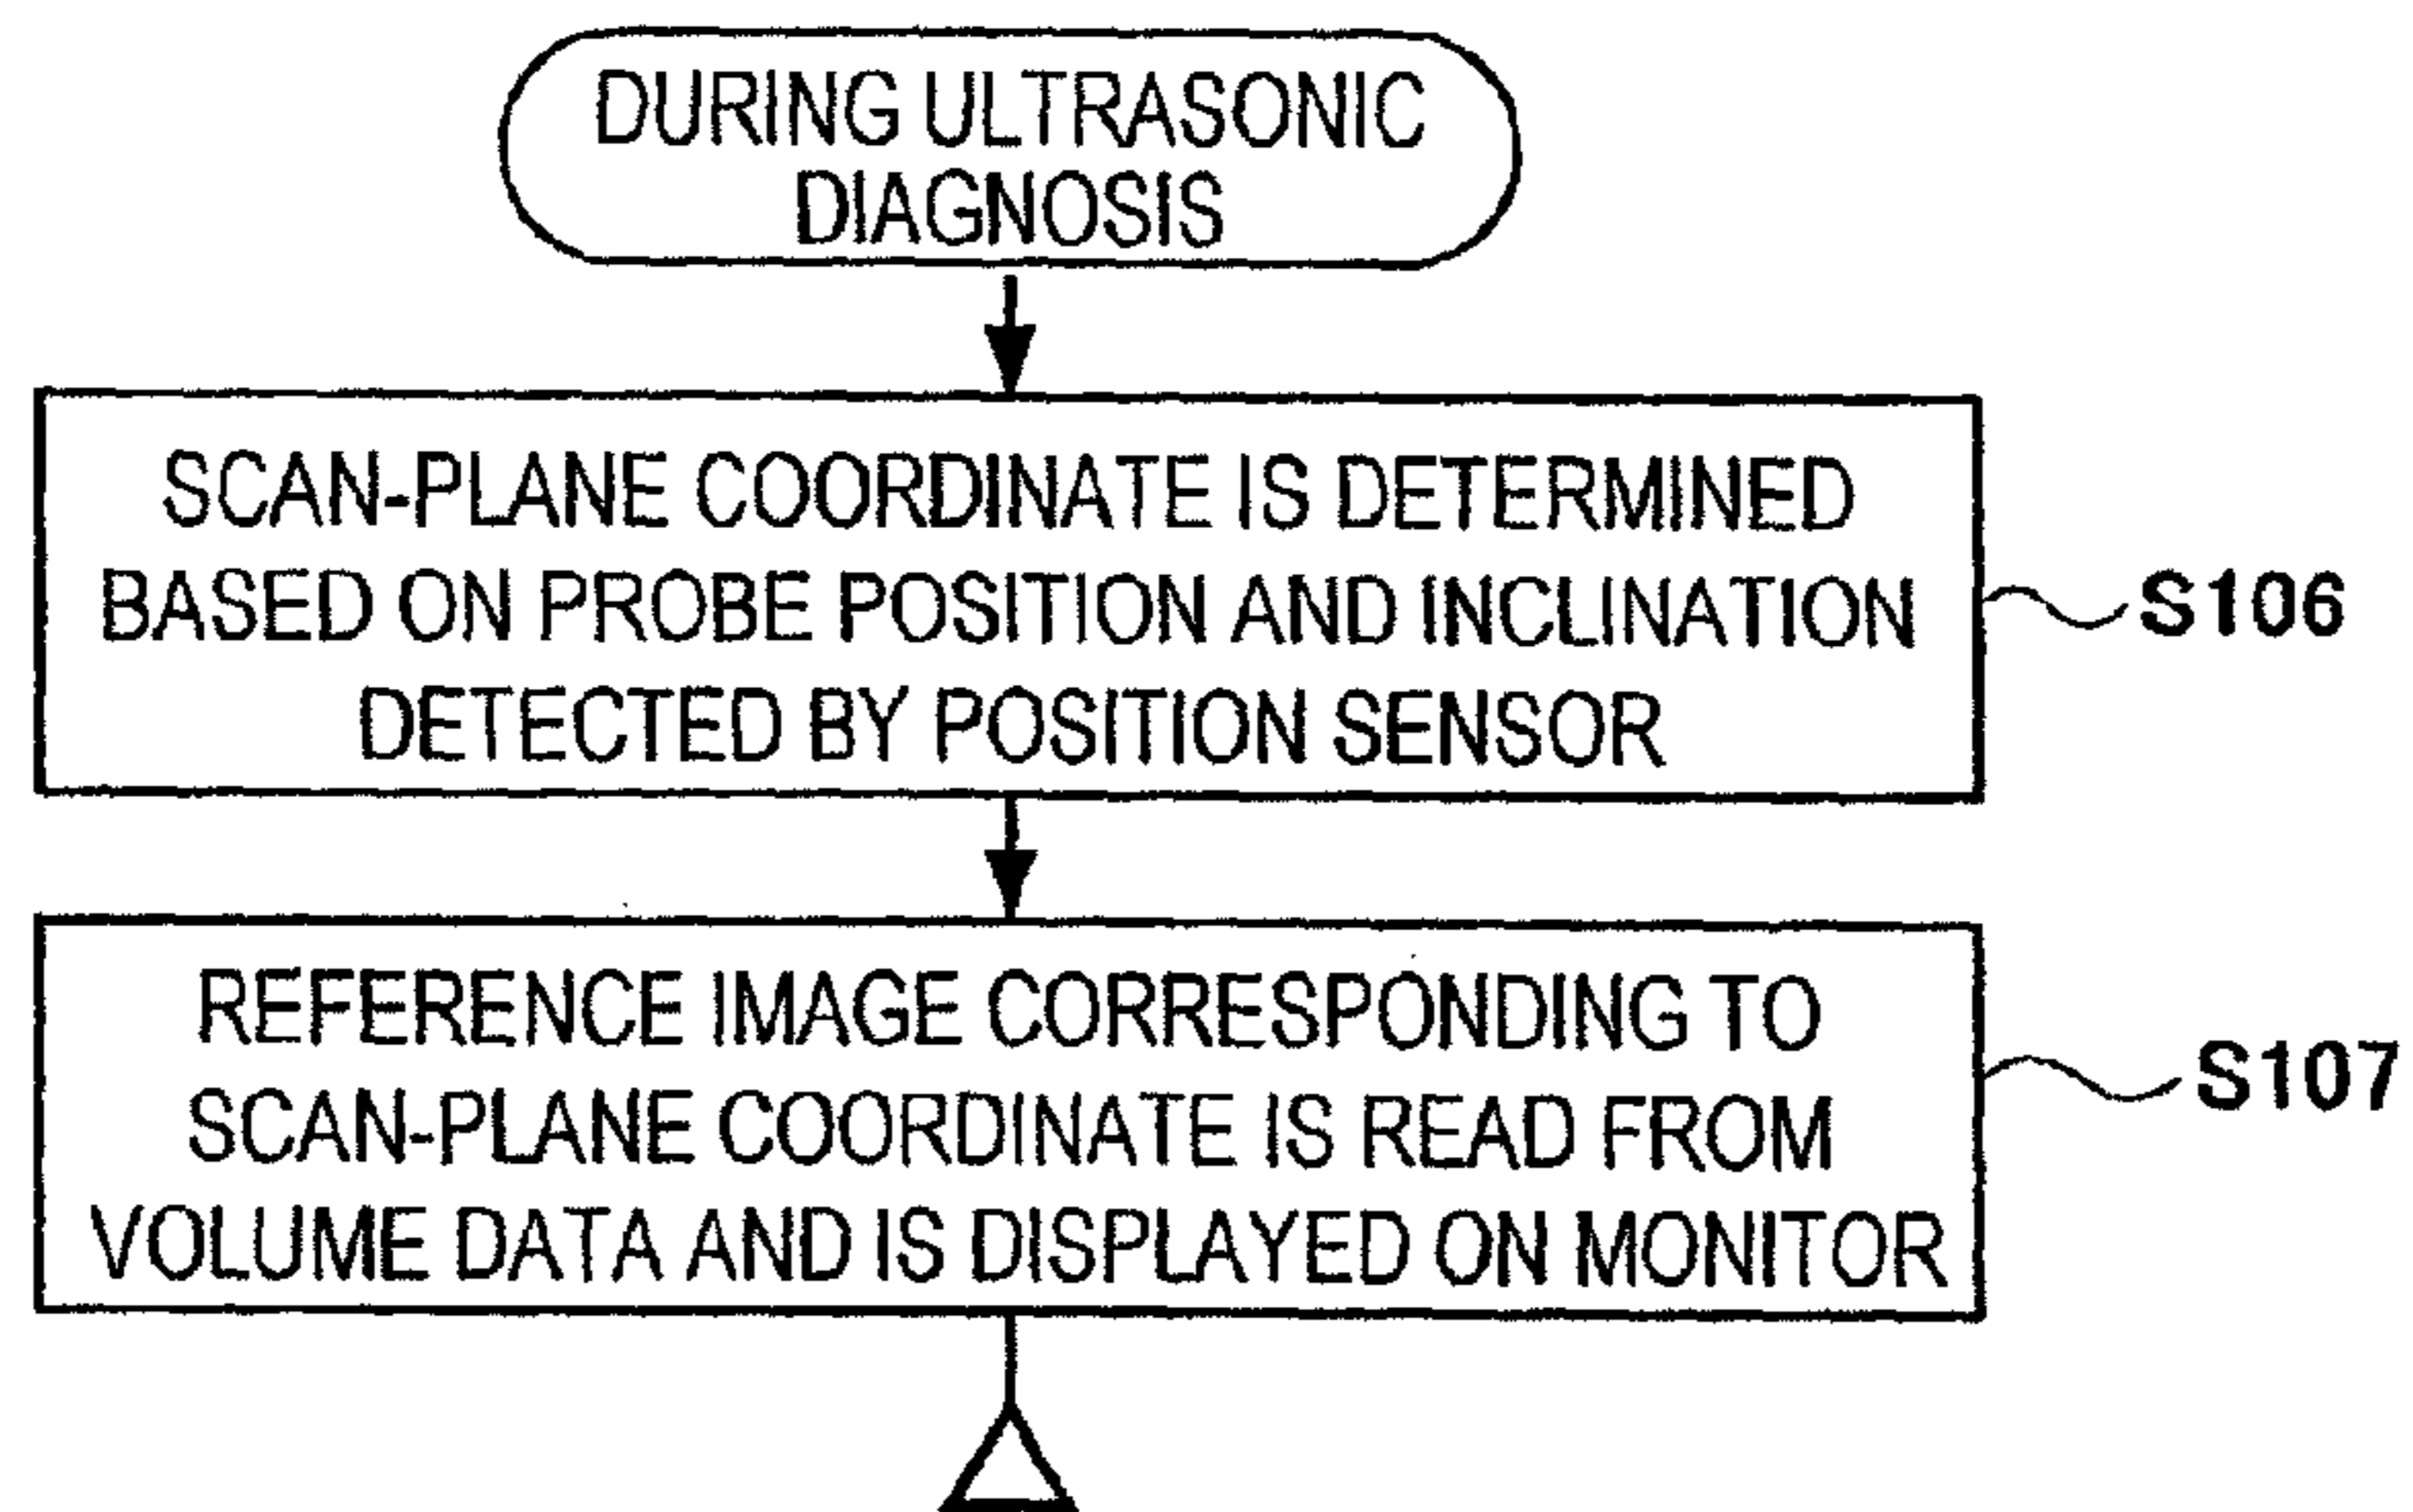 DURING ULTRASONIC
DIAGNOSIS
SCAN-PLANE COORDINATE IS DETERMINED
BASED ON PROBE POSITION AND INCLINATION
DETECTED BY POSITION SENSOR
S106
REFERENCE IMAGE CORRESPONDING TO
SCAN-PLANE COORDINATE IS READ FROM
VOLUME DATA AND IS DISPLAYED ON MONITOR
S107